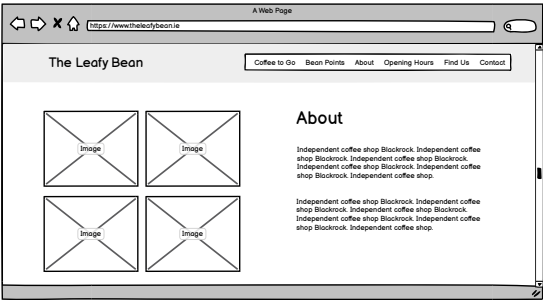 A Web Page
https://www.theleafybean.ie
The Leafy Bean
Coffee to Go Bean Points About Opening Hours Find Us Contact
About
Image Image
Independent coffee shop Blackrock. Independent coffee
shop Blackrock. Independent coffee shop Blackrock.
Independent coffee shop Blackrock. Independent coffee
shop Blackrock. Independent coffee shop.
Image Image
Independent coffee shop Blackrock. Independent coffee
shop Blackrock. Independent coffee shop Blackrock.
Independent coffee shop Blackrock. Independent coffee
shop Blackrock. Independent coffee shop.